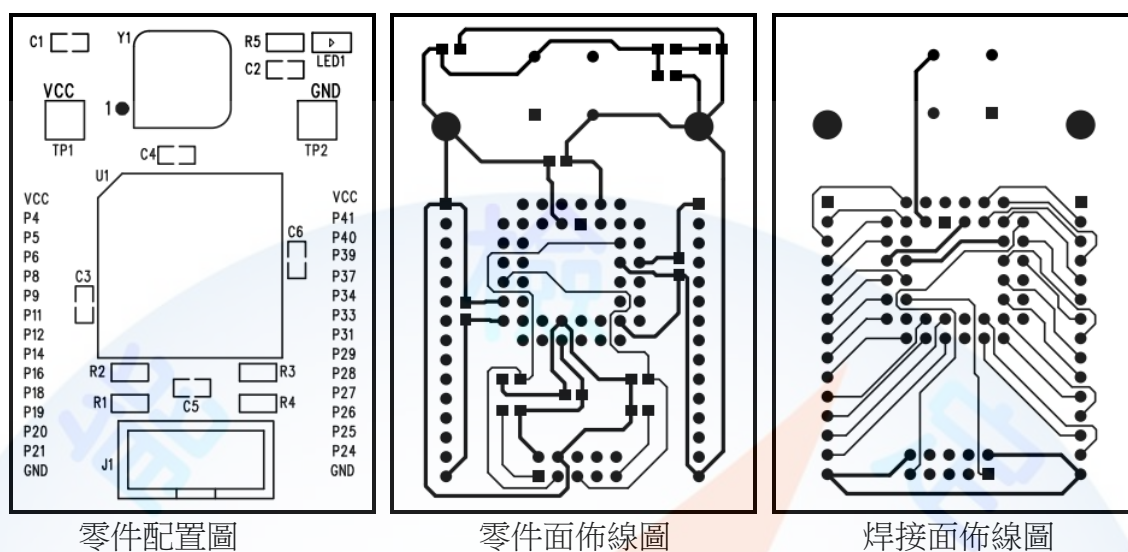 C1
Y1
R5
LED1
C2
VCC
GND
1
TP1
TP2
C4
U1
VCC
P4
P5
P6
P8
P9
P11
P12
P14
P16
P18
P19
P20
P21
GND
C3
C6
VCC
P41
P40
P39
P37
P34
P33
P31
P29
P28
P27
P26
P25
P24
GND
R2
R3
R1
C5
R4
J1
零件配置圖
零件面佈線圖
焊接面佈線圖